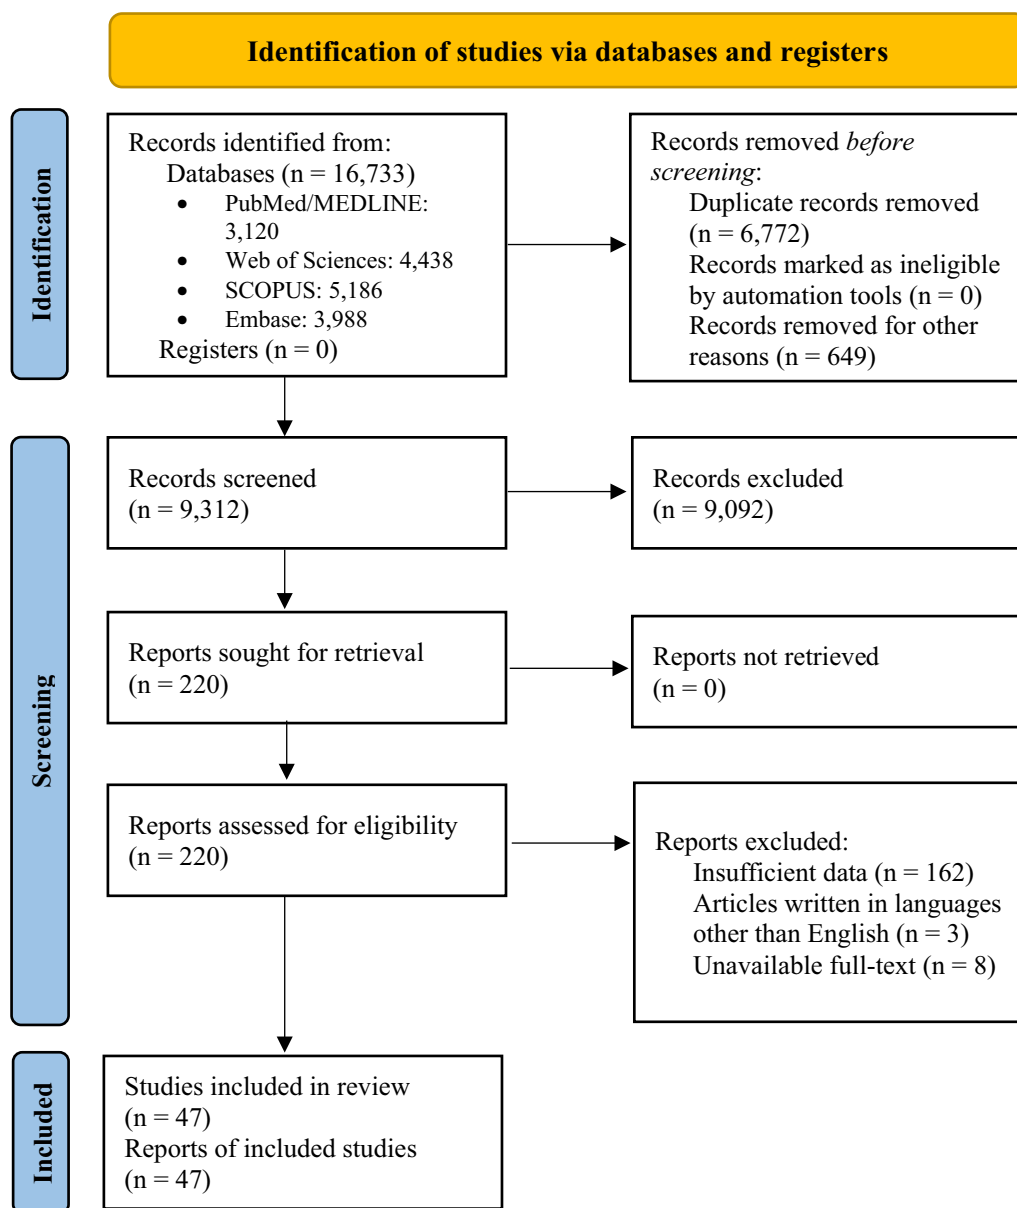 Identification of studies via databases and registers
Identification
Records identified from:
Databases (n = 16,733)
• PubMed/MEDLINE:
3,120
• Web of Sciences: 4,438
• SCOPUS: 5,186
• Embase: 3,988
Registers (n = 0)
Records removed before
screening:
Duplicate records removed
(n = 6,772)
Records marked as ineligible
by automation tools (n = 0)
Records removed for other
reasons (n = 649)
Screening
Records screened
(n = 9,312)
Records excluded
(n = 9,092)
Reports sought for retrieval
(n = 220)
Reports not retrieved
(n = 0)
Reports assessed for eligibility
(n = 220)
Reports excluded:
Insufficient data (n = 162)
Articles written in languages
other than English (n = 3)
Unavailable full-text (n = 8)
Included
Studies included in review
(n = 47)
Reports of included studies
(n = 47)